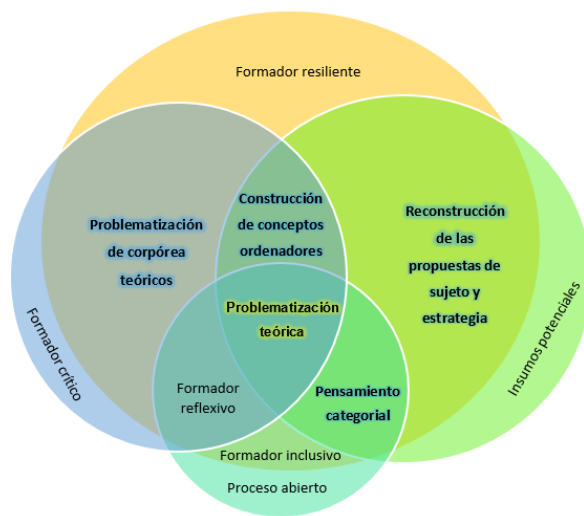 Formador resiliente
Construcción
de conceptos
ordenadores
Problematización
de corpórea
teóricos
Reconstrucción
de las
propuestas de
sujeto y
estrategia
Problematización
teórica
Formador crítico
Insumos potenciales
Formador
reflexivo
Pensamiento
categorial
Formador inclusivo
Proceso abierto